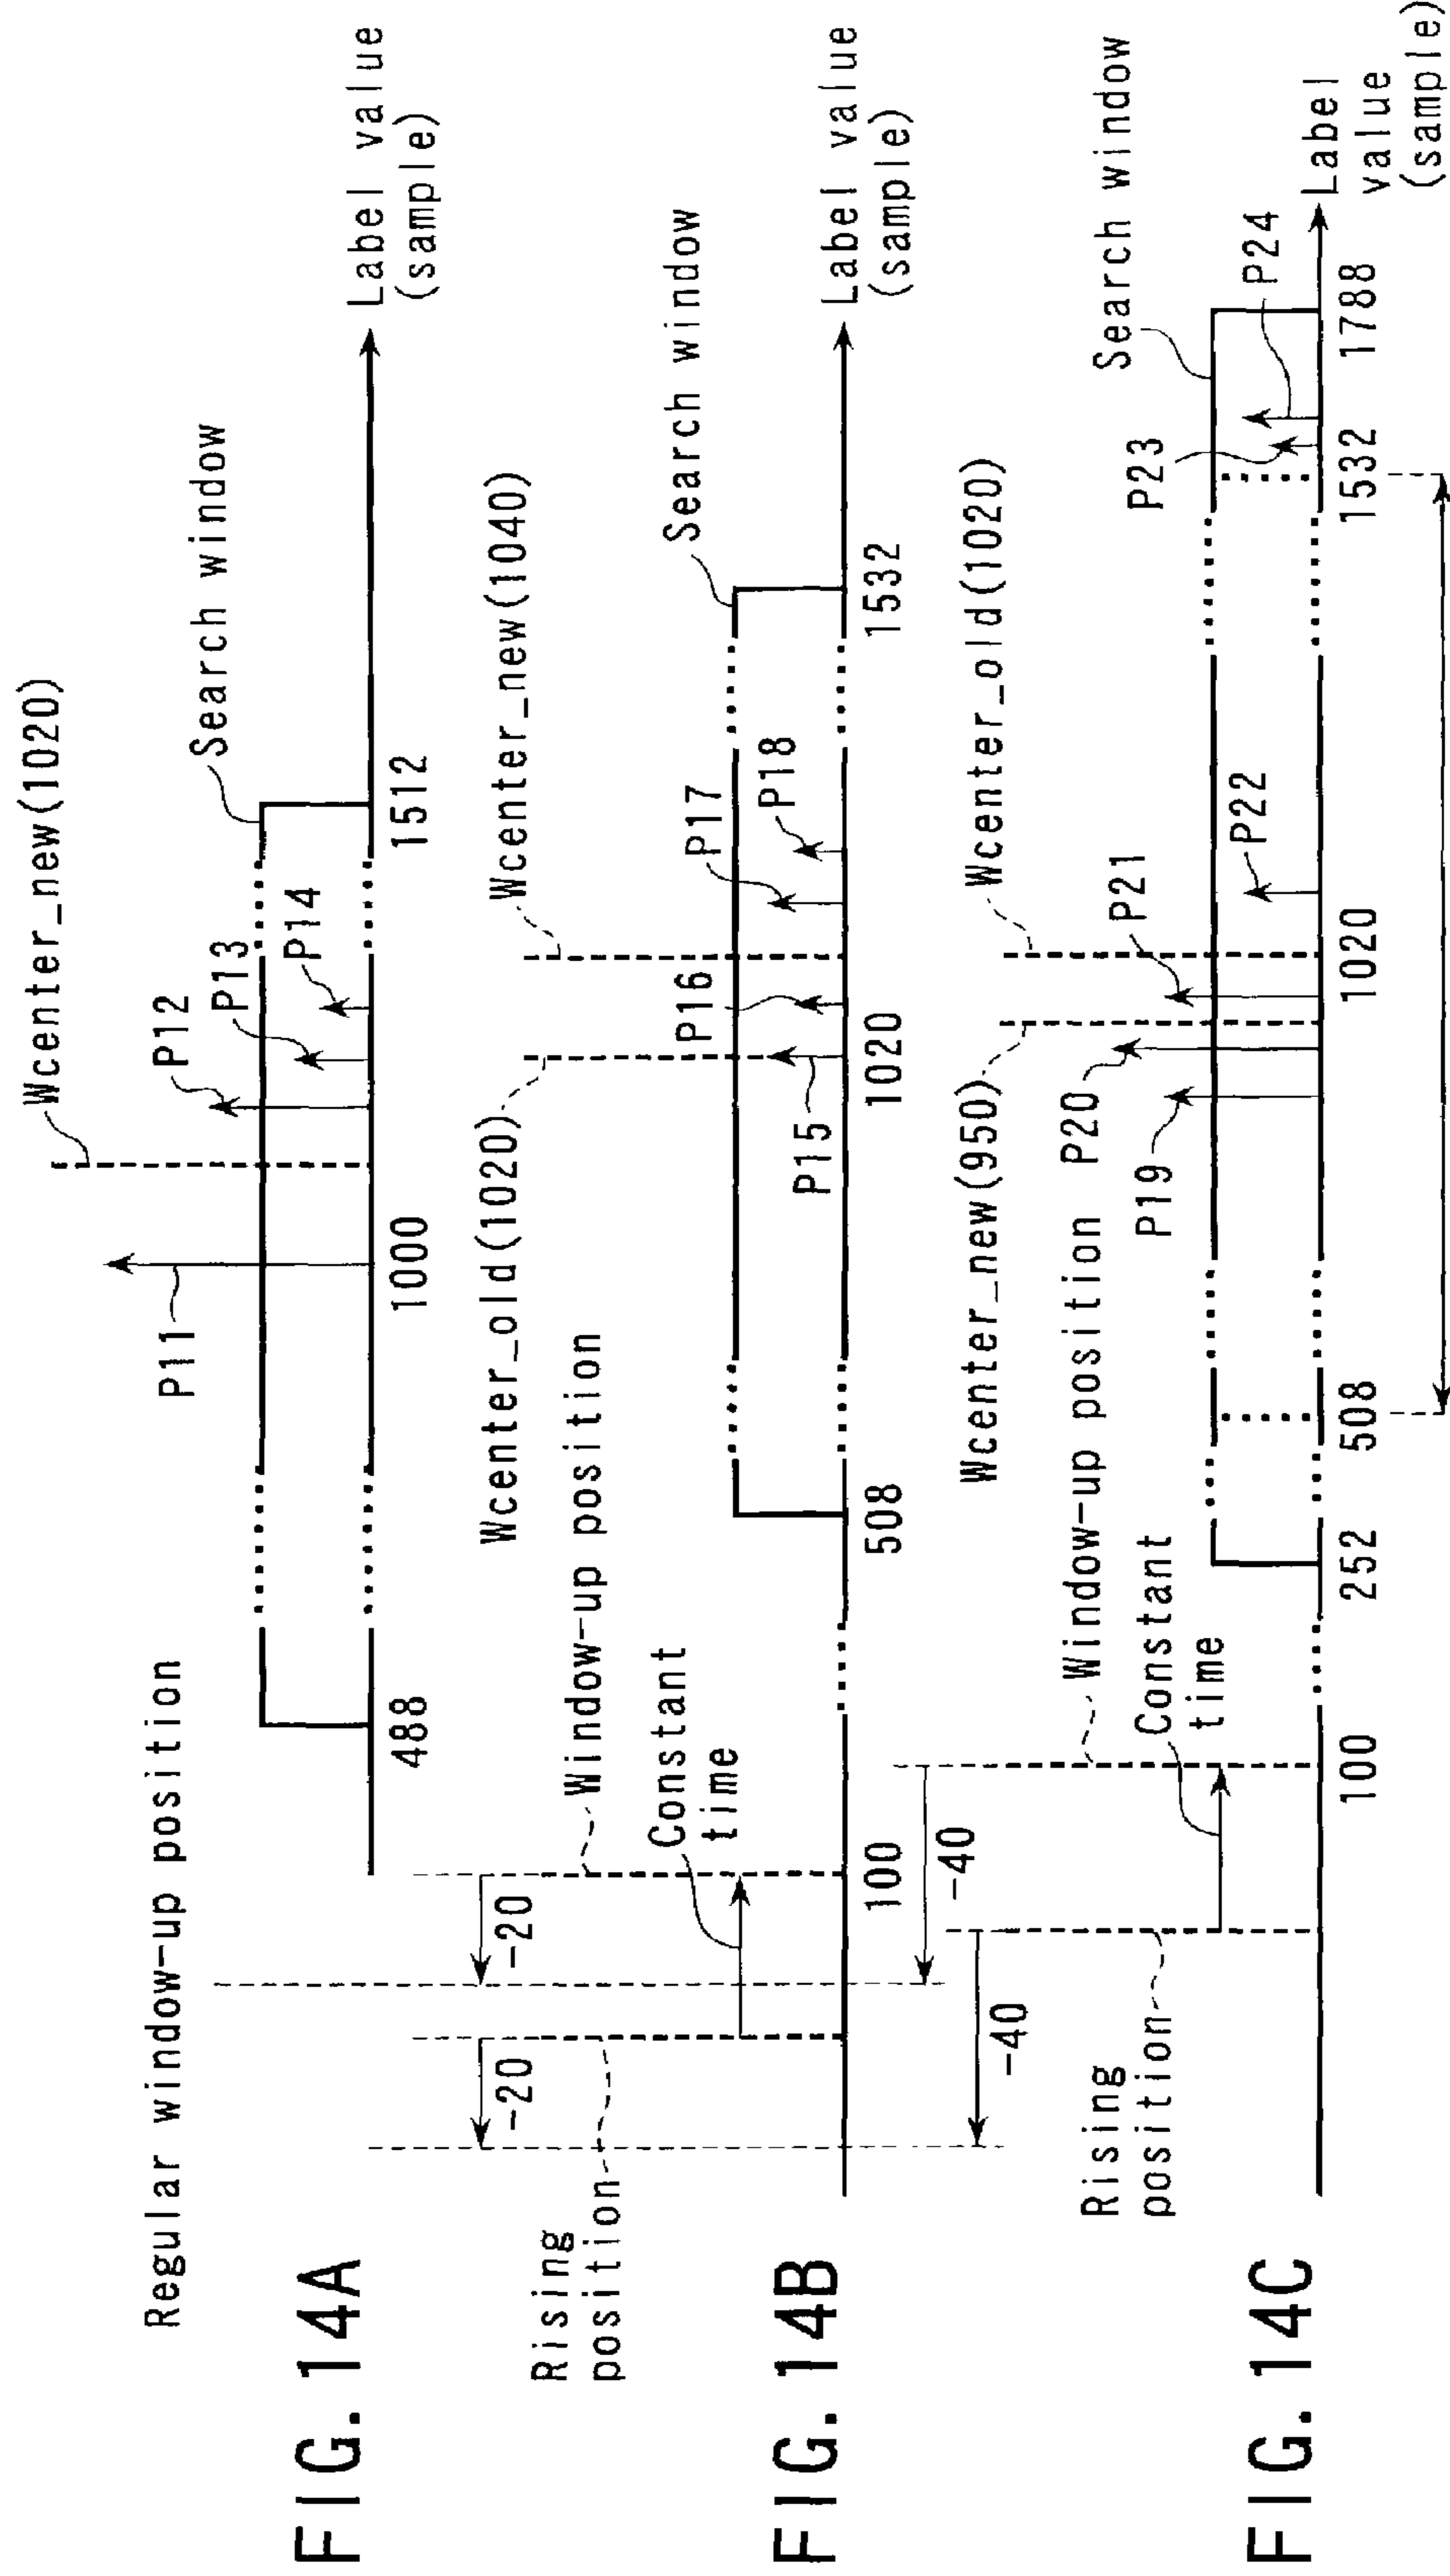 FIG. 14A
Regular window-up position
Wcenter_new(1020)
Search window
P11
P12
P13
P14
488
1000
1512
Label value
(sample)
FIG. 14B
Rising
position
-20
-20
Window-up position
Constant
time
Wcenter_old(1020)
Wcenter_new(1040)
Search window
P15
P16
P17
P18
100
508
1020
1532
Label value
(sample)
FIG. 14C
Rising
position
-40
-40
Window-up position
Constant
time
Wcenter_new(950)
Wcenter_old(1020)
Search window
P19
P20
P21
P22
P23
P24
100
252
508
1020
1532
1788
Label
value
(sample)